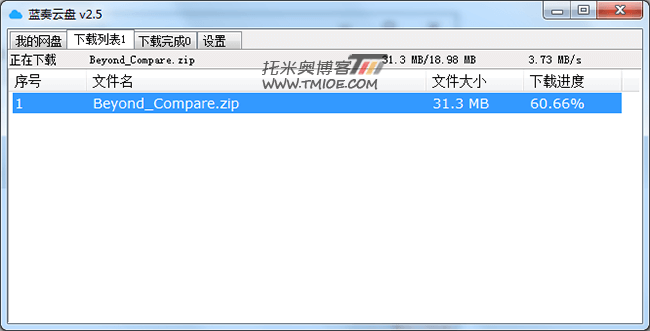 蓝奏云盘 v2.5
我的网盘 下载列表1 下载完成0 设置
正在下载 Beyond_Compare.zip 31.3 MB/18.98 MB 3.73 MB/s
托米奥博客
WWW.TMIOE.COM
序号 文件名 文件大小 下载进度
1 Beyond_Compare.zip 31.3 MB 60.66%